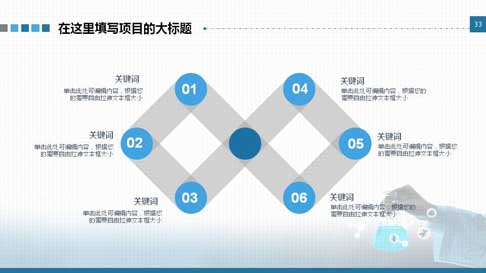 在这里填写项目的大标题
33
关键词
单击此处可编辑内容，根据您
的需要自由拉伸文本框大小
01
04
关键词
单击此处可编辑内容，根据您的
需要自由拉伸文本框大小
关键词
单击此处可编辑内容，根据您
的需要自由拉伸文本框大小
02
05
关键词
单击此处可编辑内容，根据您
的需要自由拉伸文本框大小
关键词
单击此处可编辑内容，根据您
的需要自由拉伸文本框大小
03
06
关键词
单击此处可编辑内容，根据您的
需要自由拉伸文本框大小